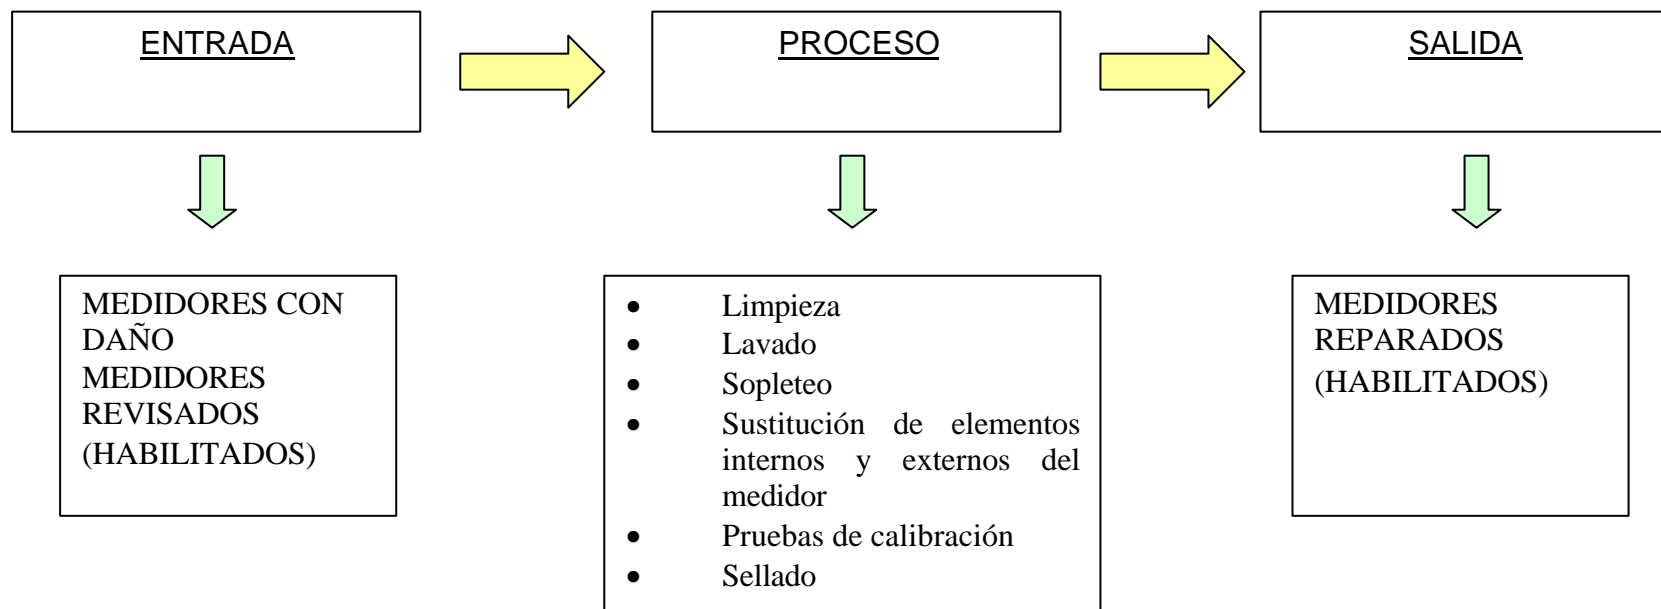 ENTRADA
PROCESO
SALIDA
MEDIDORES CON
DAÑO
MEDIDORES
REVISADOS
(HABILITADOS)
• Limpieza
• Lavado
• Sopleteo
• Sustitución de elementos
internos y externos del
medidor
• Pruebas de calibración
• Sellado
MEDIDORES
REPARADOS
(HABILITADOS)